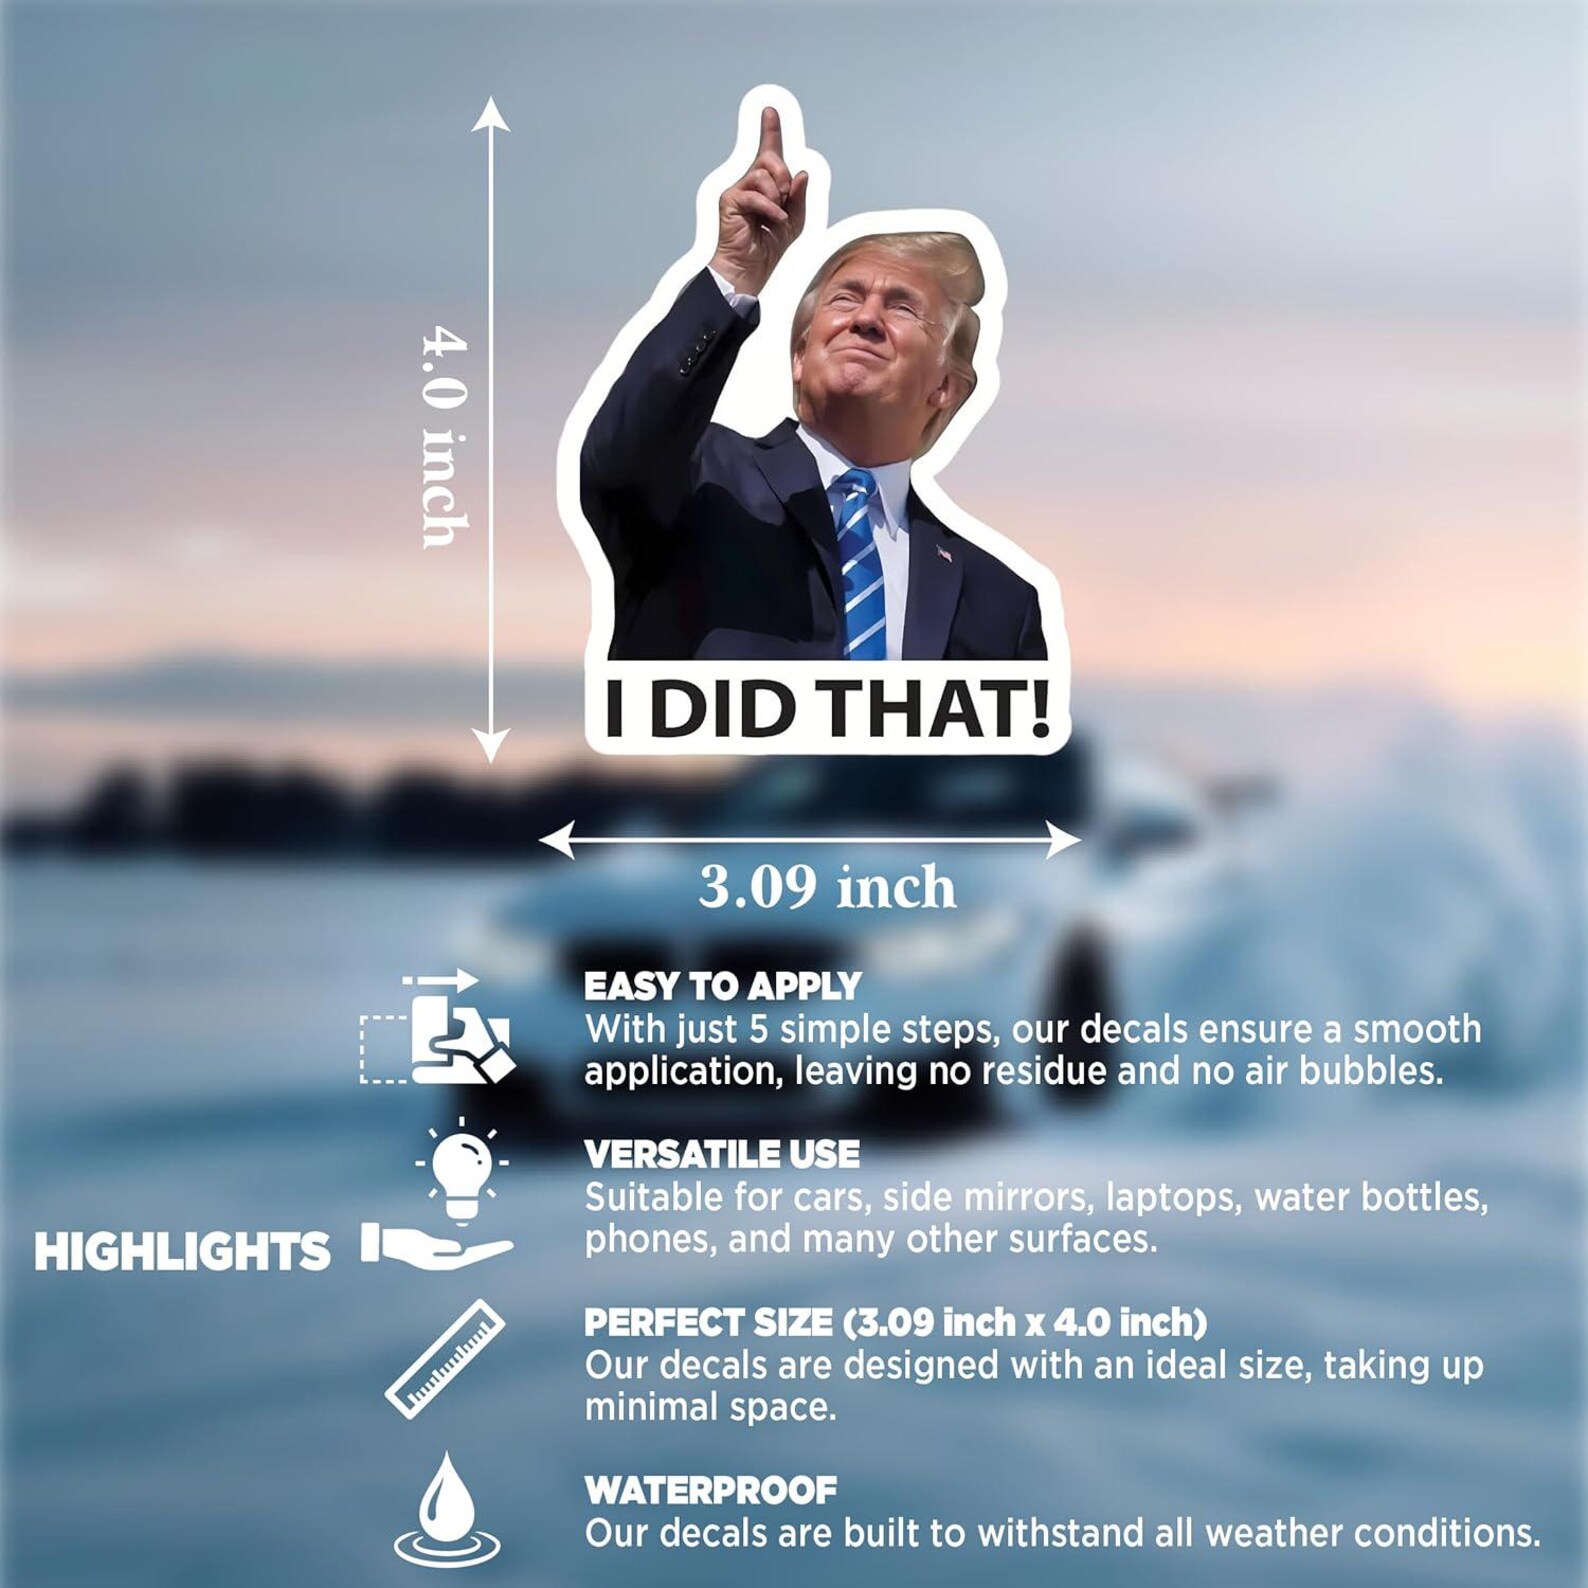 4.0 inch
I DID THAT!
3.09 inch
HIGHLIGHTS
EASY TO APPLY
With just 5 simple steps, our decals ensure a smooth
application, leaving no residue and no air bubbles.
VERSATILE USE
Suitable for cars, side mirrors, laptops, water bottles,
phones, and many other surfaces.
PERFECT SIZE (3.09 inch x 4.0 inch)
Our decals are designed with an ideal size, taking up
minimal space.
WATERPROOF
Our decals are built to withstand all weather conditions.